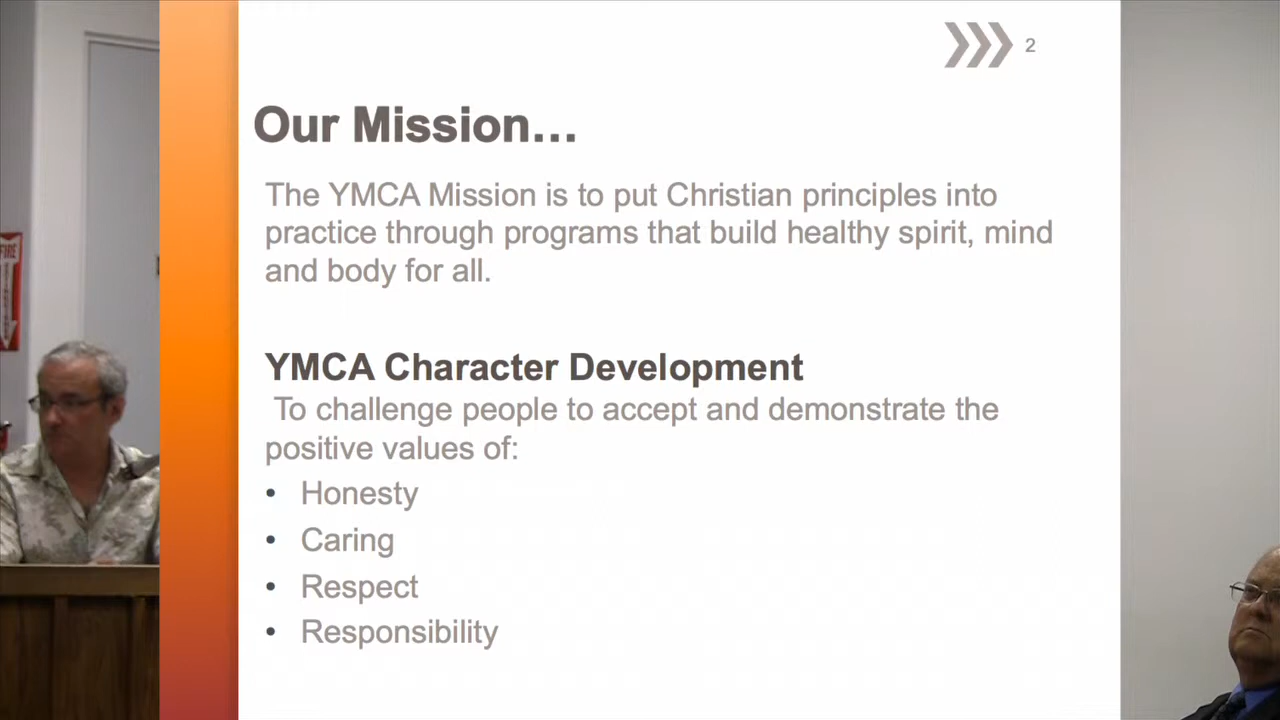 2
Our Mission…
The YMCA Mission is to put Christian principles into
practice through programs that build healthy spirit, mind
and body for all.
YMCA Character Development
To challenge people to accept and demonstrate the
positive values of:
• Honesty
• Caring
• Respect
• Responsibility
FIRE